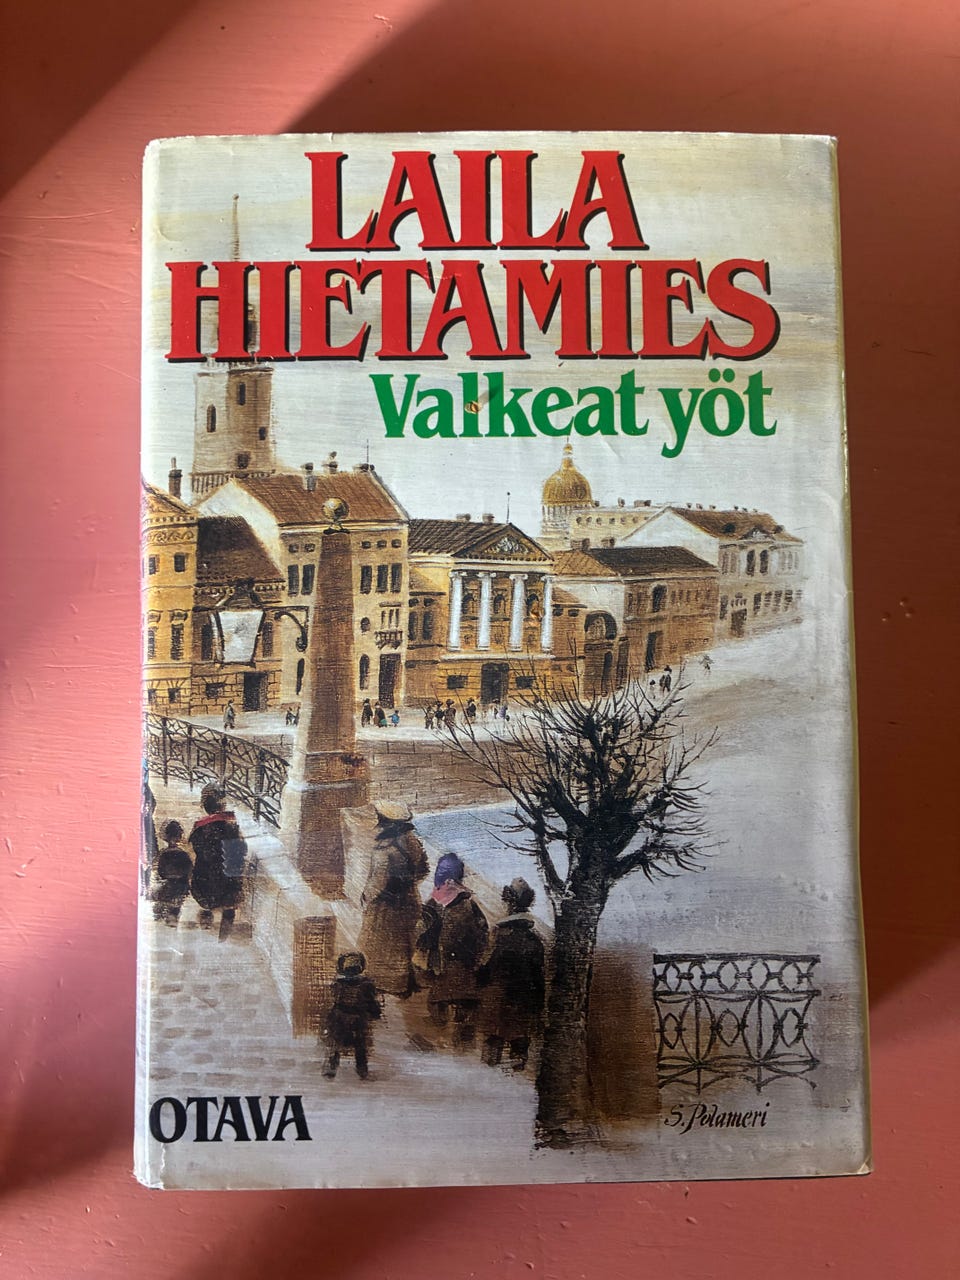 LAILA
HIETAMIES
Valkeat yöt
OTAVA
S. Polameri